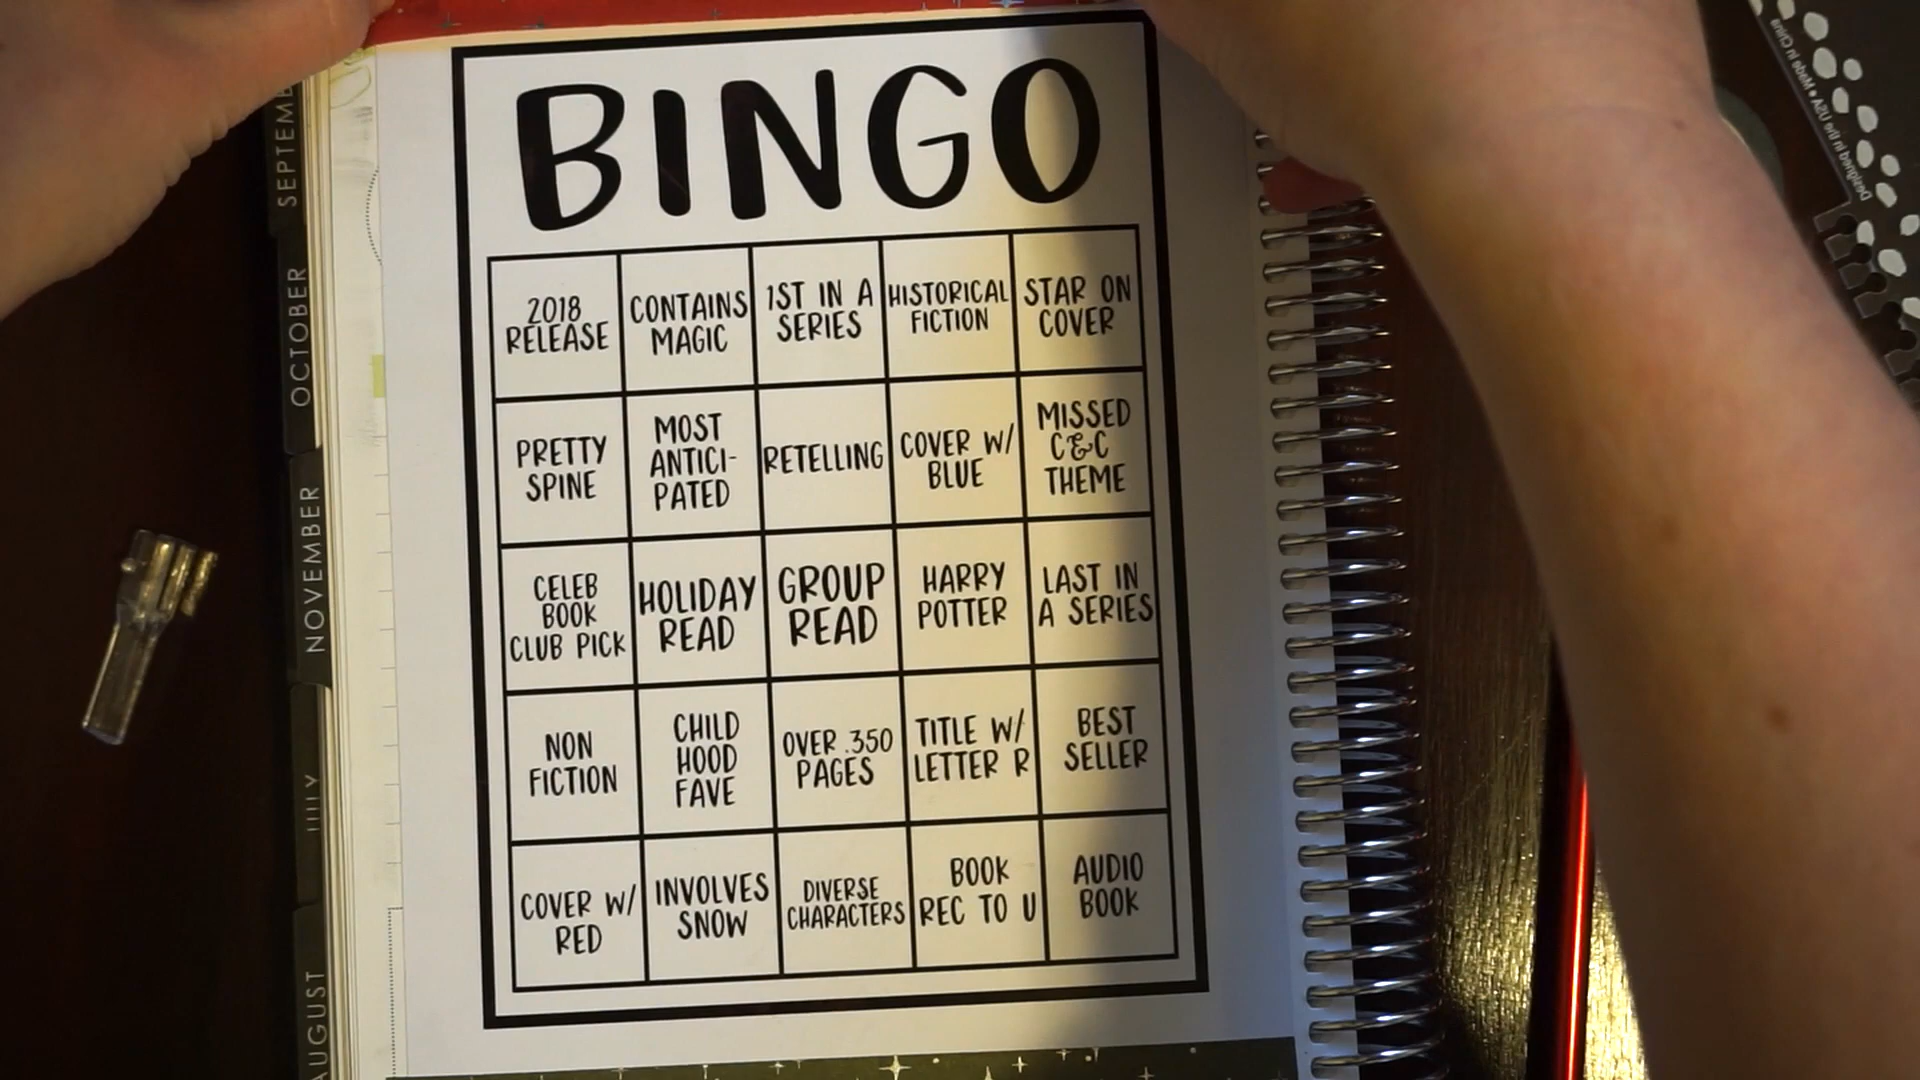 BINGO
2018
RELEASE
CONTAINS
MAGIC
1ST IN A
SERIES
HISTORICAL
FICTION
STAR ON
COVER
PRETTY
SPINE
MOST
ANTICI-
PATED
RETELLING
COVER W/
BLUE
MISSED
C&C
THEME
CELEB
BOOK
CLUB PICK
HOLIDAY
READ
GROUP
READ
HARRY
POTTER
LAST IN
A SERIES
NON
FICTION
CHILD
HOOD
FAVE
OVER 350
PAGES
TITLE W/
LETTER R
BEST
SELLER
COVER W/
RED
INVOLVES
SNOW
DIVERSE
CHARACTERS
BOOK
REC TO U
AUDIO
BOOK
SEPTEMB
OCTOBER
NOVEMBER
JULY
AUGUST
Designed in the USA • Made in China